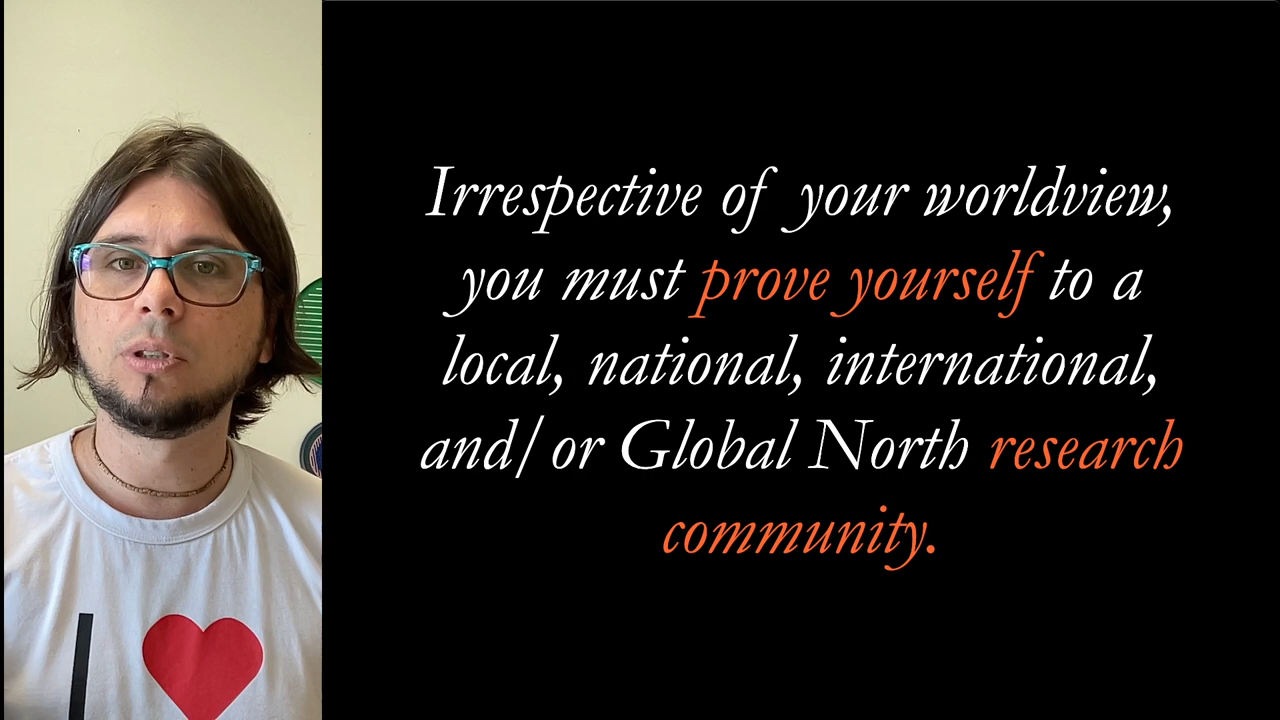 Irrespective of your worldview,
you must prove yourself to a
local, national, international,
and/or Global North research
community.
I